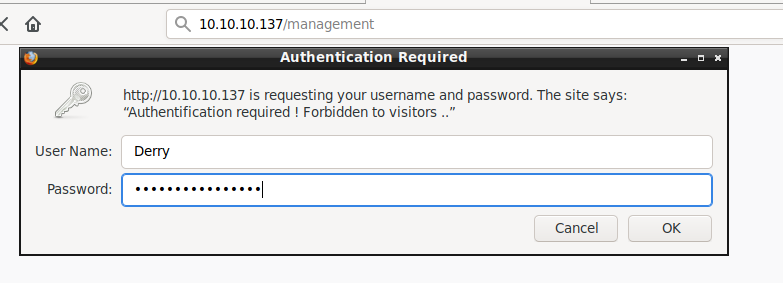 10.10.10.137/management
Authentication Required
http://10.10.10.137 is requesting your username and password. The site says:
“Authentification required ! Forbidden to visitors ..”
User Name: Derry
Password: ••••••••••••••••
Cancel OK